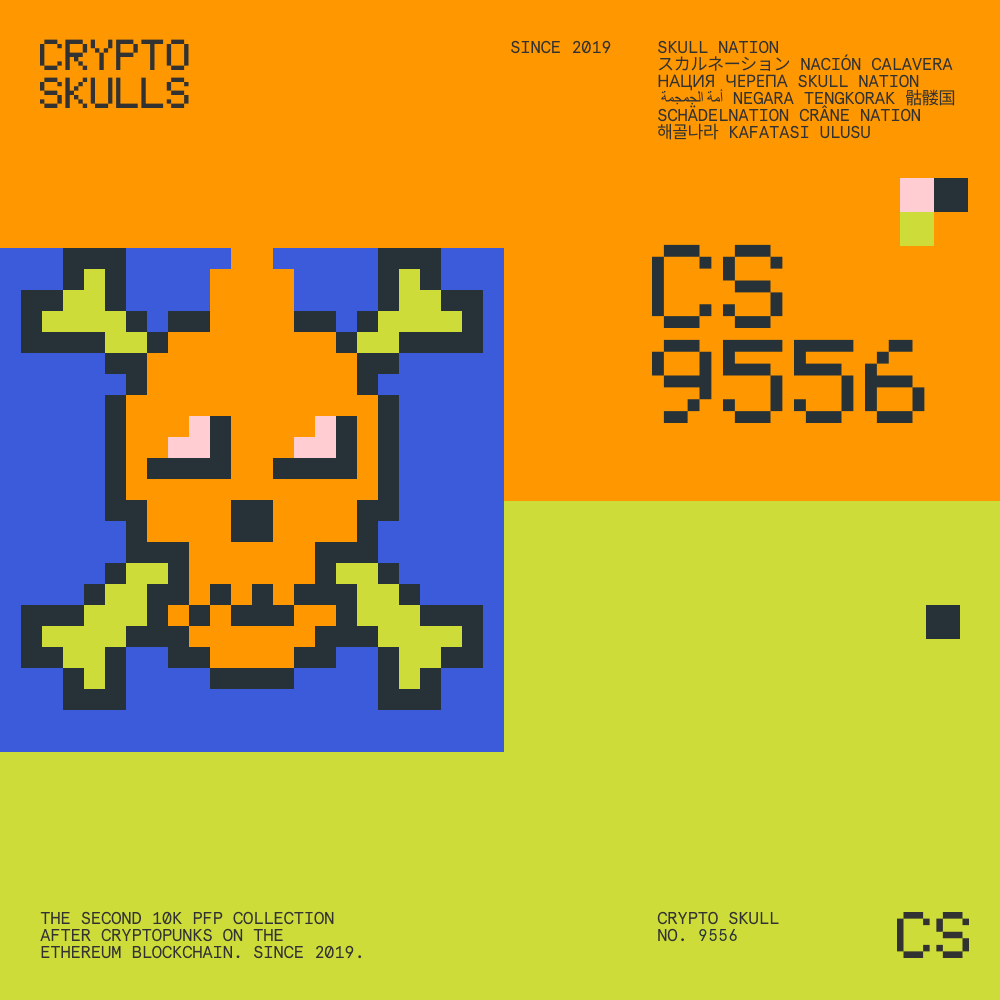 CRYPTO
SKULLS
SINCE 2019
SKULL NATION
スカルネーション NACIÓN CALAVERA
НАЦИЯ ЧЕРЕПА SKULL NATION
أمة الجمجمة NEGARA TENGKORAK 骷髅国
SCHÄDELNATION CRÂNE NATION
해골나라 KAFATASI ULUSU
CS
9556
THE SECOND 10K PFP COLLECTION
AFTER CRYPTOPUNKS ON THE
ETHEREUM BLOCKCHAIN. SINCE 2019.
CRYPTO SKULL
NO. 9556
CS